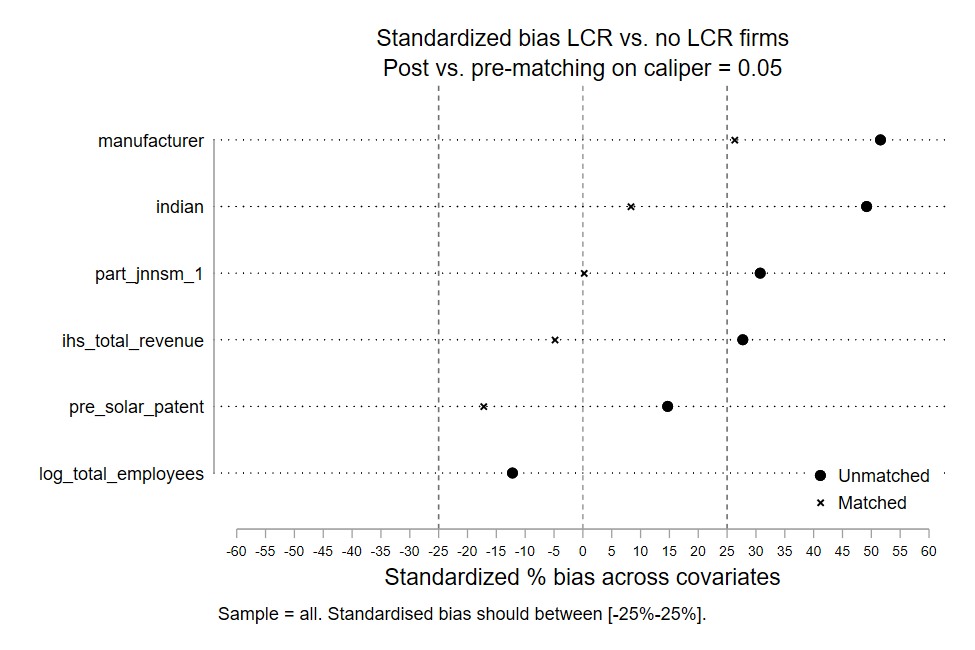 Standardized bias LCR vs. no LCR firms
Post vs. pre-matching on caliper = 0.05
manufacturer
indian
part_jnnsm_1
ihs_total_revenue
pre_solar_patent
log_total_employees
Unmatched
Matched
-60 -55 -50 -45 -40 -35 -30 -25 -20 -15 -10 -5 0 5 10 15 20 25 30 35 40 45 50 55 60
Standardized % bias across covariates
Sample = all. Standardised bias should between [-25%-25%].